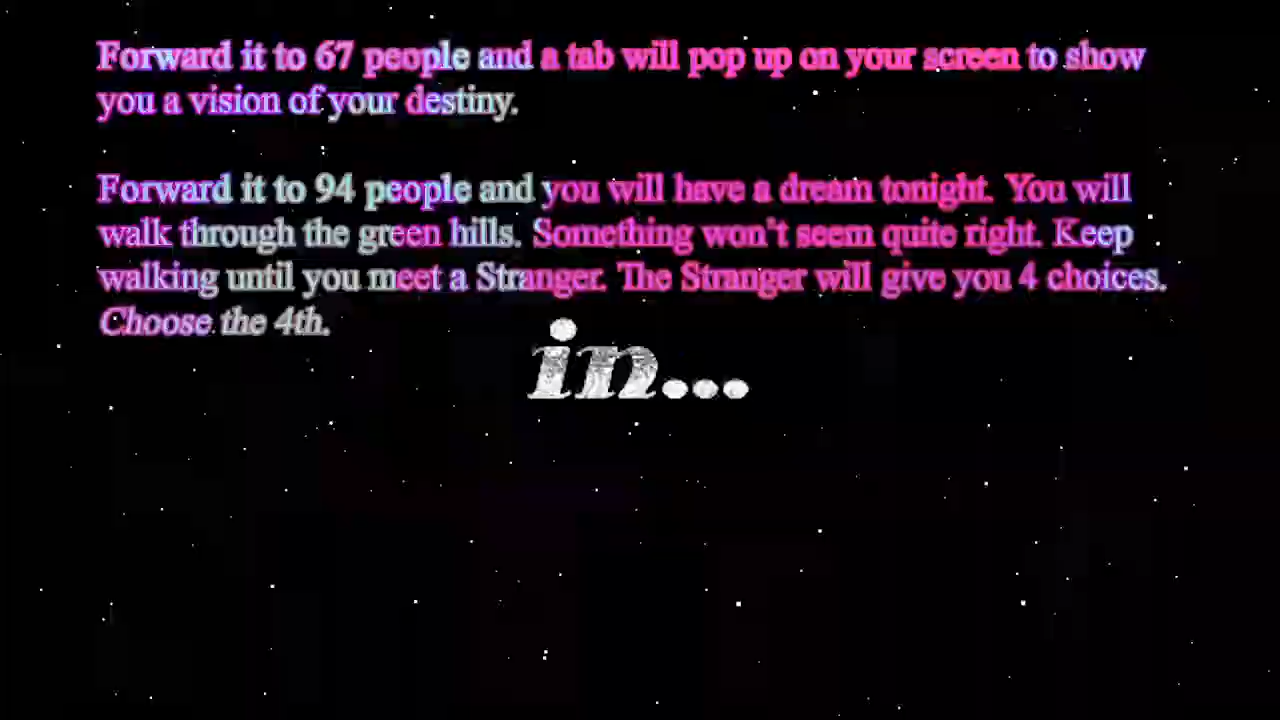 Forward it to 67 people and a tab will pop up on your screen to show
you a vision of your destiny.
Forward it to 94 people and you will have a dream tonight. You will
walk through the green hills. Something won't seem quite right. Keep
walking until you meet a Stranger. The Stranger will give you 4 choices.
Choose the 4th.
in...